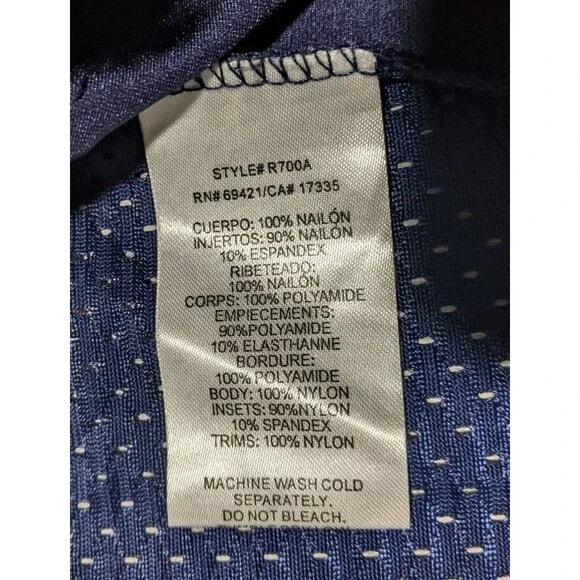 STYLE# R700A
RN# 69421/CA# 17335
CUERPO: 100% NAILÓN
INJERTOS: 90% NAILON
10% ESPANDEX
RIBETEADO:
100% NAILÓN
CORPS: 100% POLYAMIDE
EMPIECEMENTS:
90%POLYAMIDE
10% ELASTHANNE
BORDURE:
100% POLYAMIDE
BODY: 100% NYLON
INSETS: 90%NYLON
10% SPANDEX
TRIMS: 100% NYLON
MACHINE WASH COLD
SEPARATELY.
DO NOT BLEACH.